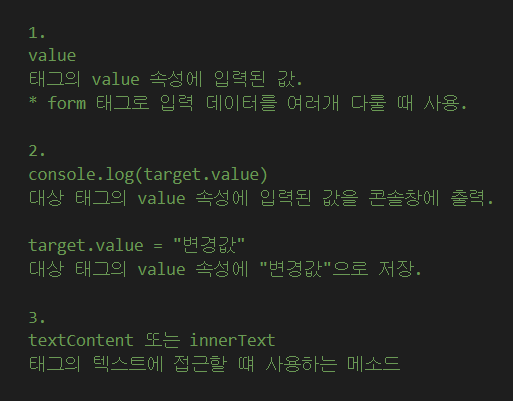 1.
value
태그의 value 속성에 입력된 값.
* form 태그로 입력 데이터를 여러개 다룰 때 사용.
2.
console.log(target.value)
대상 태그의 value 속성에 입력된 값을 콘솔창에 출력.
target.value = "변경값"
대상 태그의 value 속성에 "변경값"으로 저장.
3.
textContent 또는 innerText
태그의 텍스트에 접근할 떄 사용하는 메소드